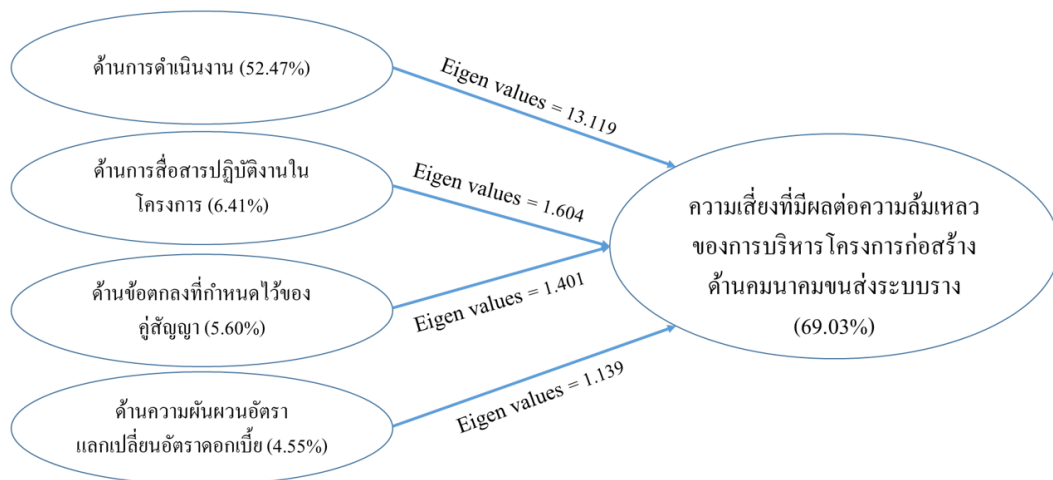 ด้านการดำเนินงาน (52.47%)
Eigen values = 13.119
ด้านการสื่อสารปฏิบัติงานใน
โครงการ (6.41%)
Eigen values = 1.604
ด้านข้อตกลงที่กำหนดไว้ของ
คู่สัญญา (5.60%)
Eigen values = 1.401
ด้านความผันผวนอัตรา
แลกเปลี่ยนอัตราดอกเบี้ย (4.55%)
Eigen values = 1.139
ความเสี่ยงที่มีผลต่อความล้มเหลว
ของการบริหารโครงการก่อสร้าง
ด้านคมนาคมขนส่งระบบราง
(69.03%)